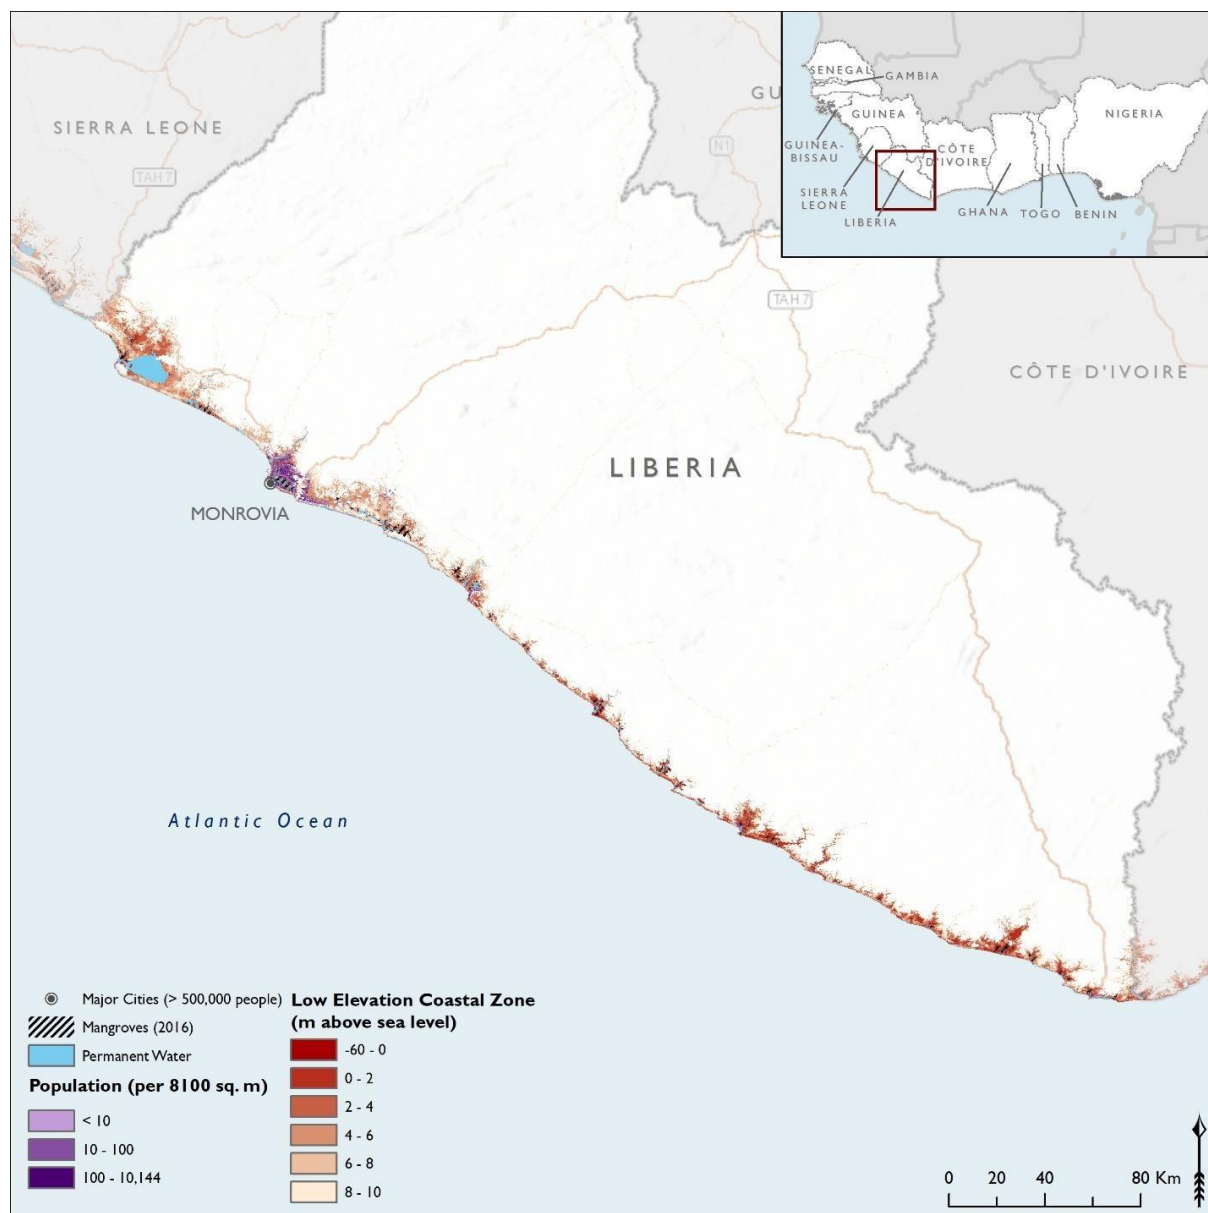 SIERRA LEONE
TAH 7
GU
N1
SENEGAL
GAMBIA
GUINEA
NIGERIA
GUINEA-
BISSAU
CÔTE
D'IVOIRE
SIERRA
LEONE
LIBERIA
GHANA
TOGO
BENIN
TAH 7
CÔTE D'IVOIRE
LIBERIA
MONROVIA
Atlantic Ocean
Major Cities (> 500,000 people)
Mangroves (2016)
Permanent Water
Population (per 8100 sq. m)
< 10
10 - 100
100 - 10,144
Low Elevation Coastal Zone
(m above sea level)
-60 - 0
0 - 2
2 - 4
4 - 6
6 - 8
8 - 10
0 20 40 80 Km